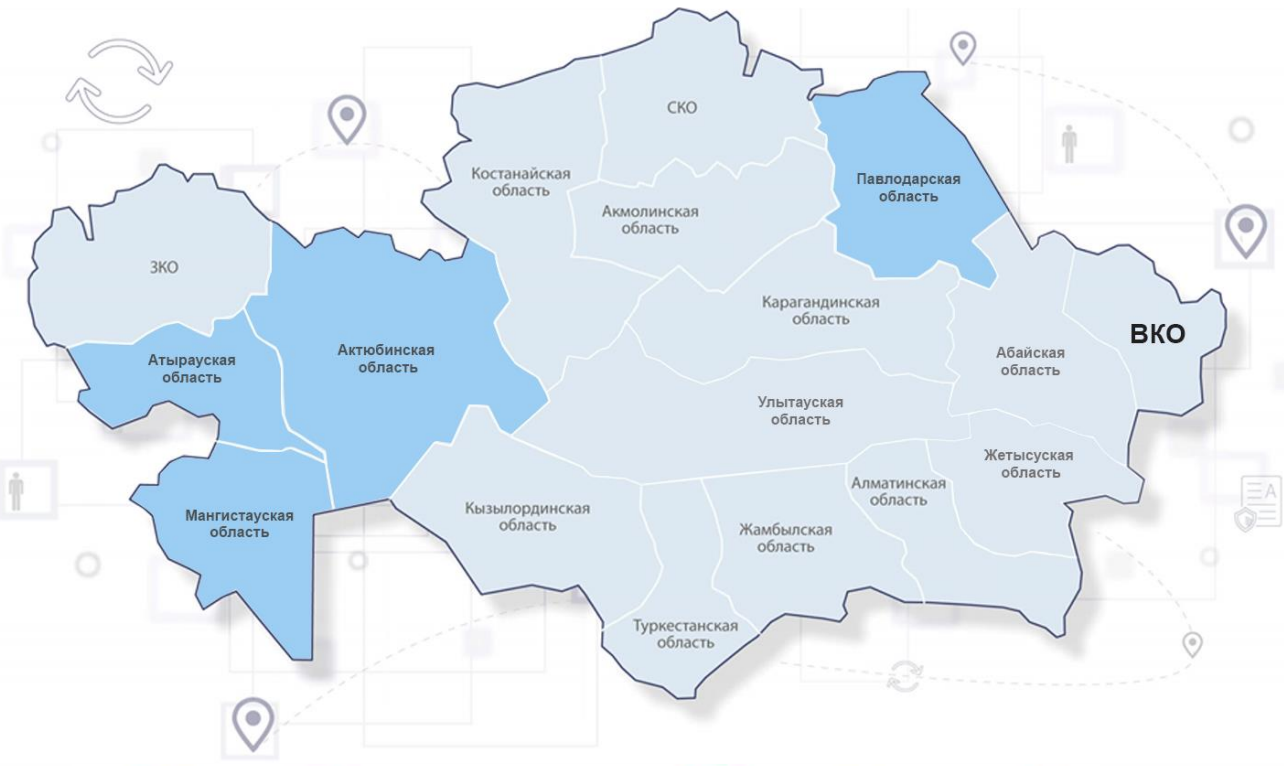 СКО
Костанайская
область
Павлодарская
область
Акмолинская
область
ЗКО
Карагандинская
область
ВКО
Атырауская
область
Актюбинская
область
Абайская
область
Улытауская
область
Жетысуская
область
Алматинская
область
Мангистауская
область
Кызылординская
область
Жамбылская
область
Туркестанская
область
A